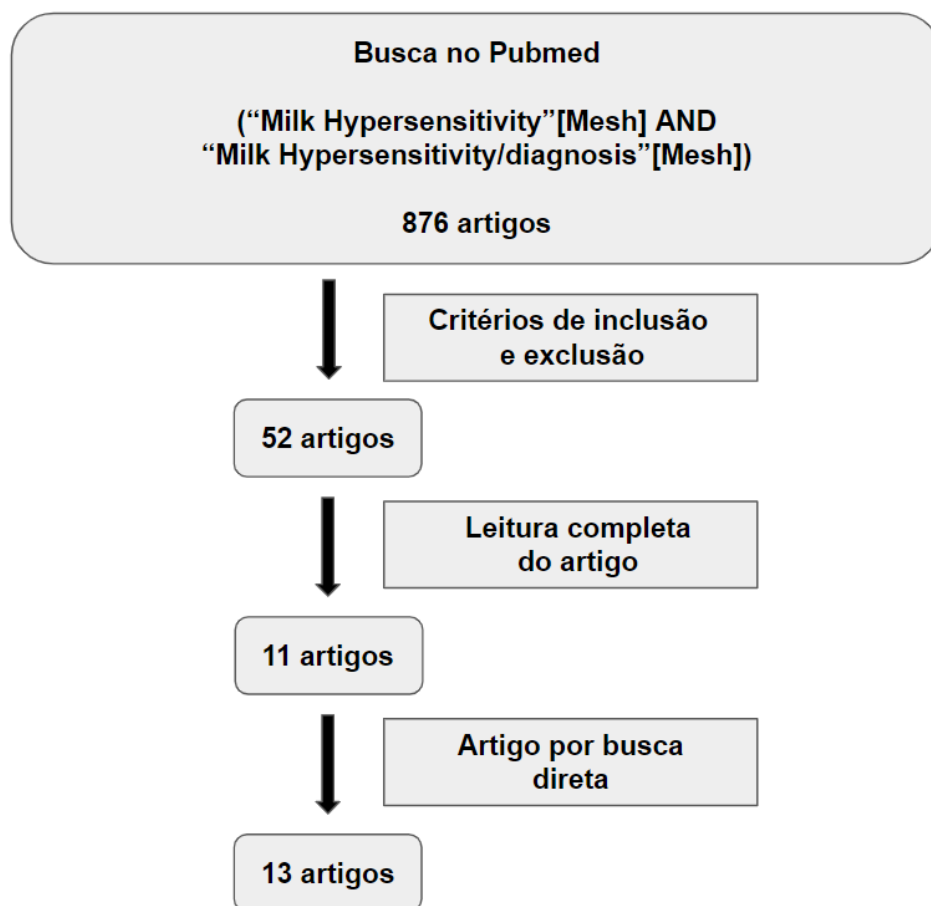 Busca no Pubmed
(“Milk Hypersensitivity”[Mesh] AND
“Milk Hypersensitivity/diagnosis”[Mesh])
876 artigos
Critérios de inclusão
e exclusão
52 artigos
Leitura completa
do artigo
11 artigos
Artigo por busca
direta
13 artigos